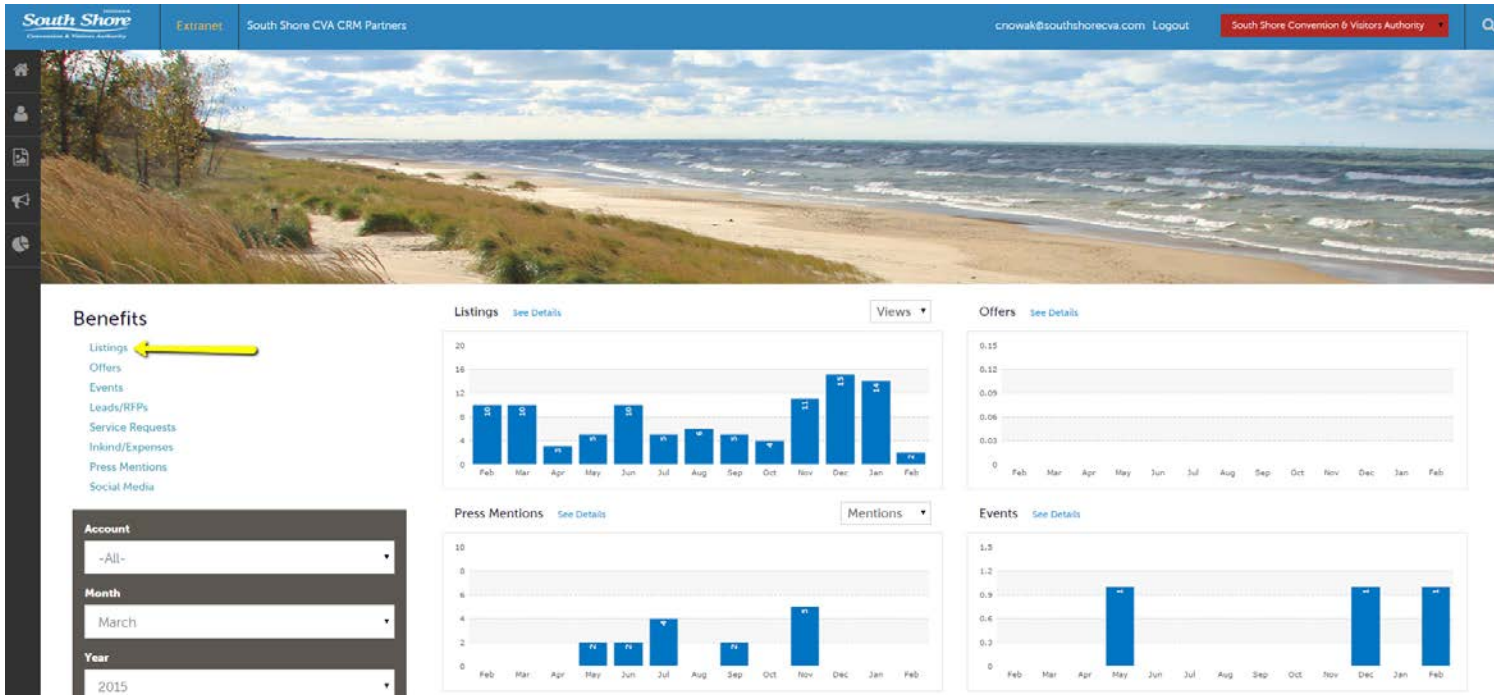 South Shore
Convention & Visitors Authority
Extranet
South Shore CVA CRM Partners
cnowak@southshorecva.com Logout
South Shore Convention & Visitors Authority
Benefits
Listings
Offers
Events
Leads/RFPs
Service Requests
Inkind/Expenses
Press Mentions
Social Media
Account
-All-
Month
March
Year
2015
Listings See Details Views
20
16
12
8
4
0
10 10 3 5 10 5 6 5 4 11 15 14 2
Feb Mar Apr May Jun Jul Aug Sep Oct Nov Dec Jan Feb
Offers See Details
0.15
0.12
0.09
0.06
0.03
0
Feb Mar Apr May Jun Jul Aug Sep Oct Nov Dec Jan Feb
Press Mentions See Details Mentions
10
8
6
4
2
0
2 2 4 2 5
Feb Mar Apr May Jun Jul Aug Sep Oct Nov Dec Jan Feb
Events See Details
1.5
1.2
0.9
0.6
0.3
0
1 1 1
Feb Mar Apr May Jun Jul Aug Sep Oct Nov Dec Jan Feb